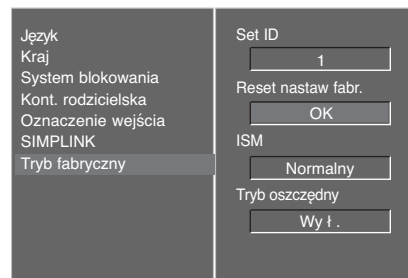 Język
Kraj
System blokowania
Kont. rodzicielska
Oznaczenie wejścia
SIMPLINK
Tryb fabryczny
Set ID
1
Reset nastaw fabr.
OK
ISM
Normalny
Tryb oszczędny
Wy ł .